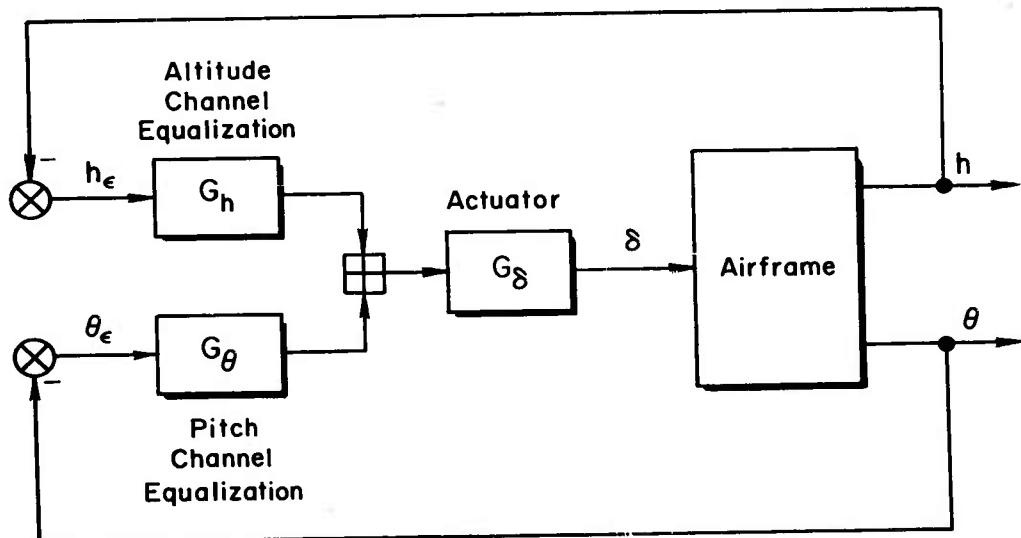 Altitude
Channel
Equalization
−
hϵ
Gh
h
Actuator
δ
Gδ
Airframe
θϵ
Gθ
θ
−
Pitch
Channel
Equalization